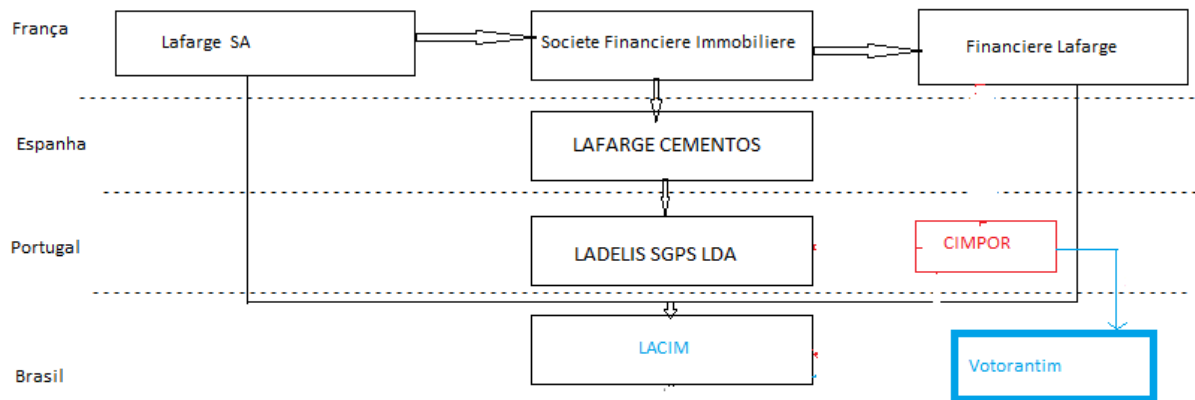 França
Lafarge SA
Societe Financiere Immobiliere
Financiere Lafarge
Espanha
LAFARGE CEMENTOS
Portugal
LADELIS SGPS LDA
CIMPOR
Brasil
LACIM
Votorantim